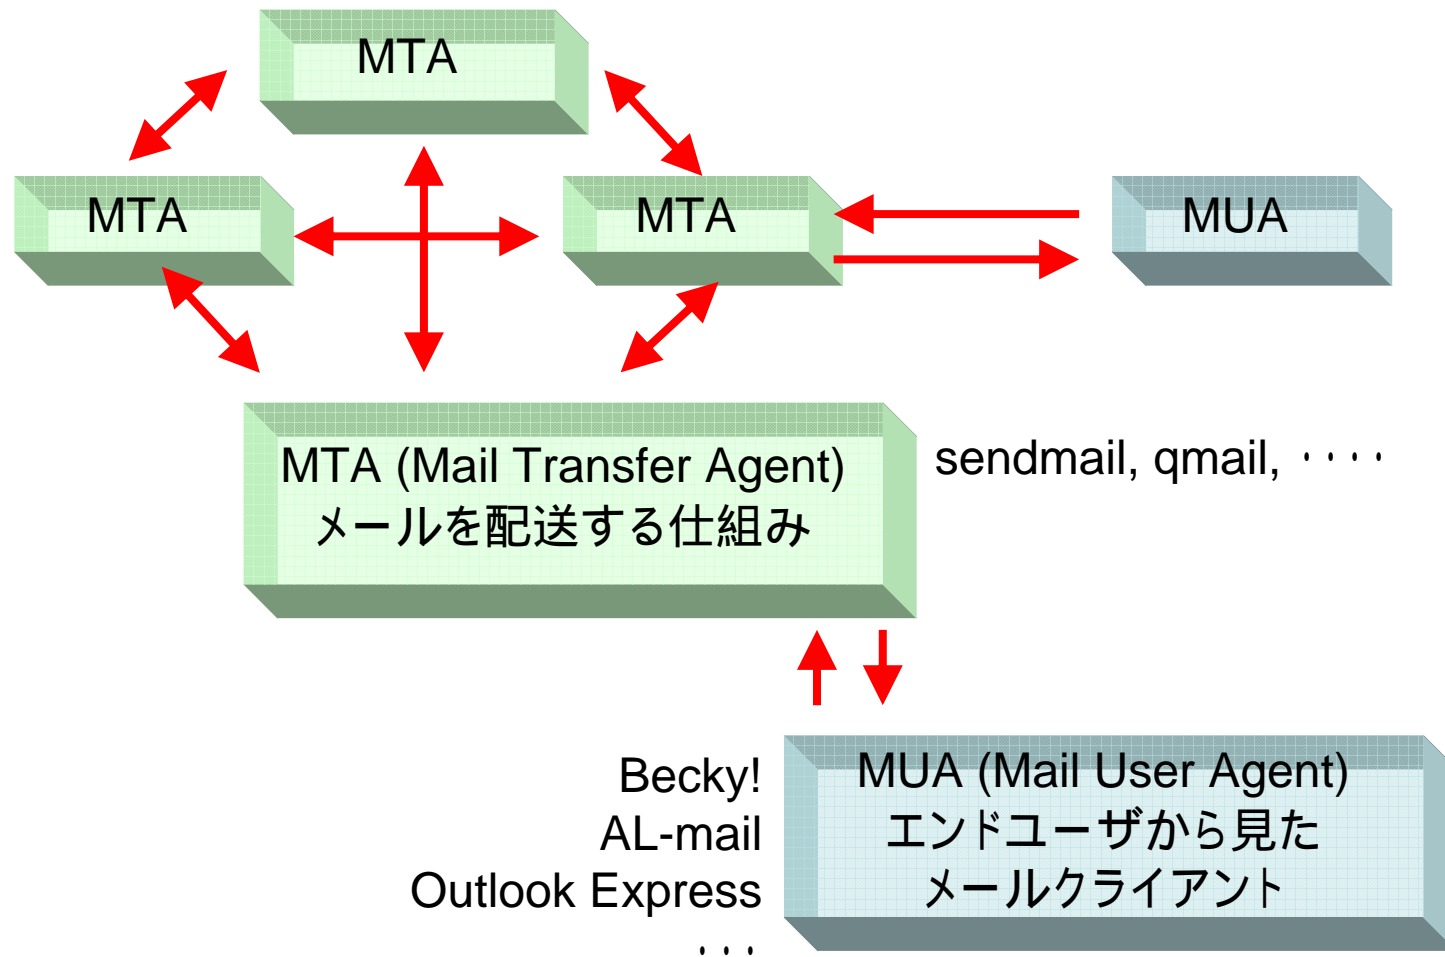 MTA
MTA
MTA
MUA
MTA (Mail Transfer Agent)
メールを配送する仕組み
sendmail, qmail, ････
Becky!
AL-mail
Outlook Express
･･･
MUA (Mail User Agent)
エンドユーザから見た
メールクライアント